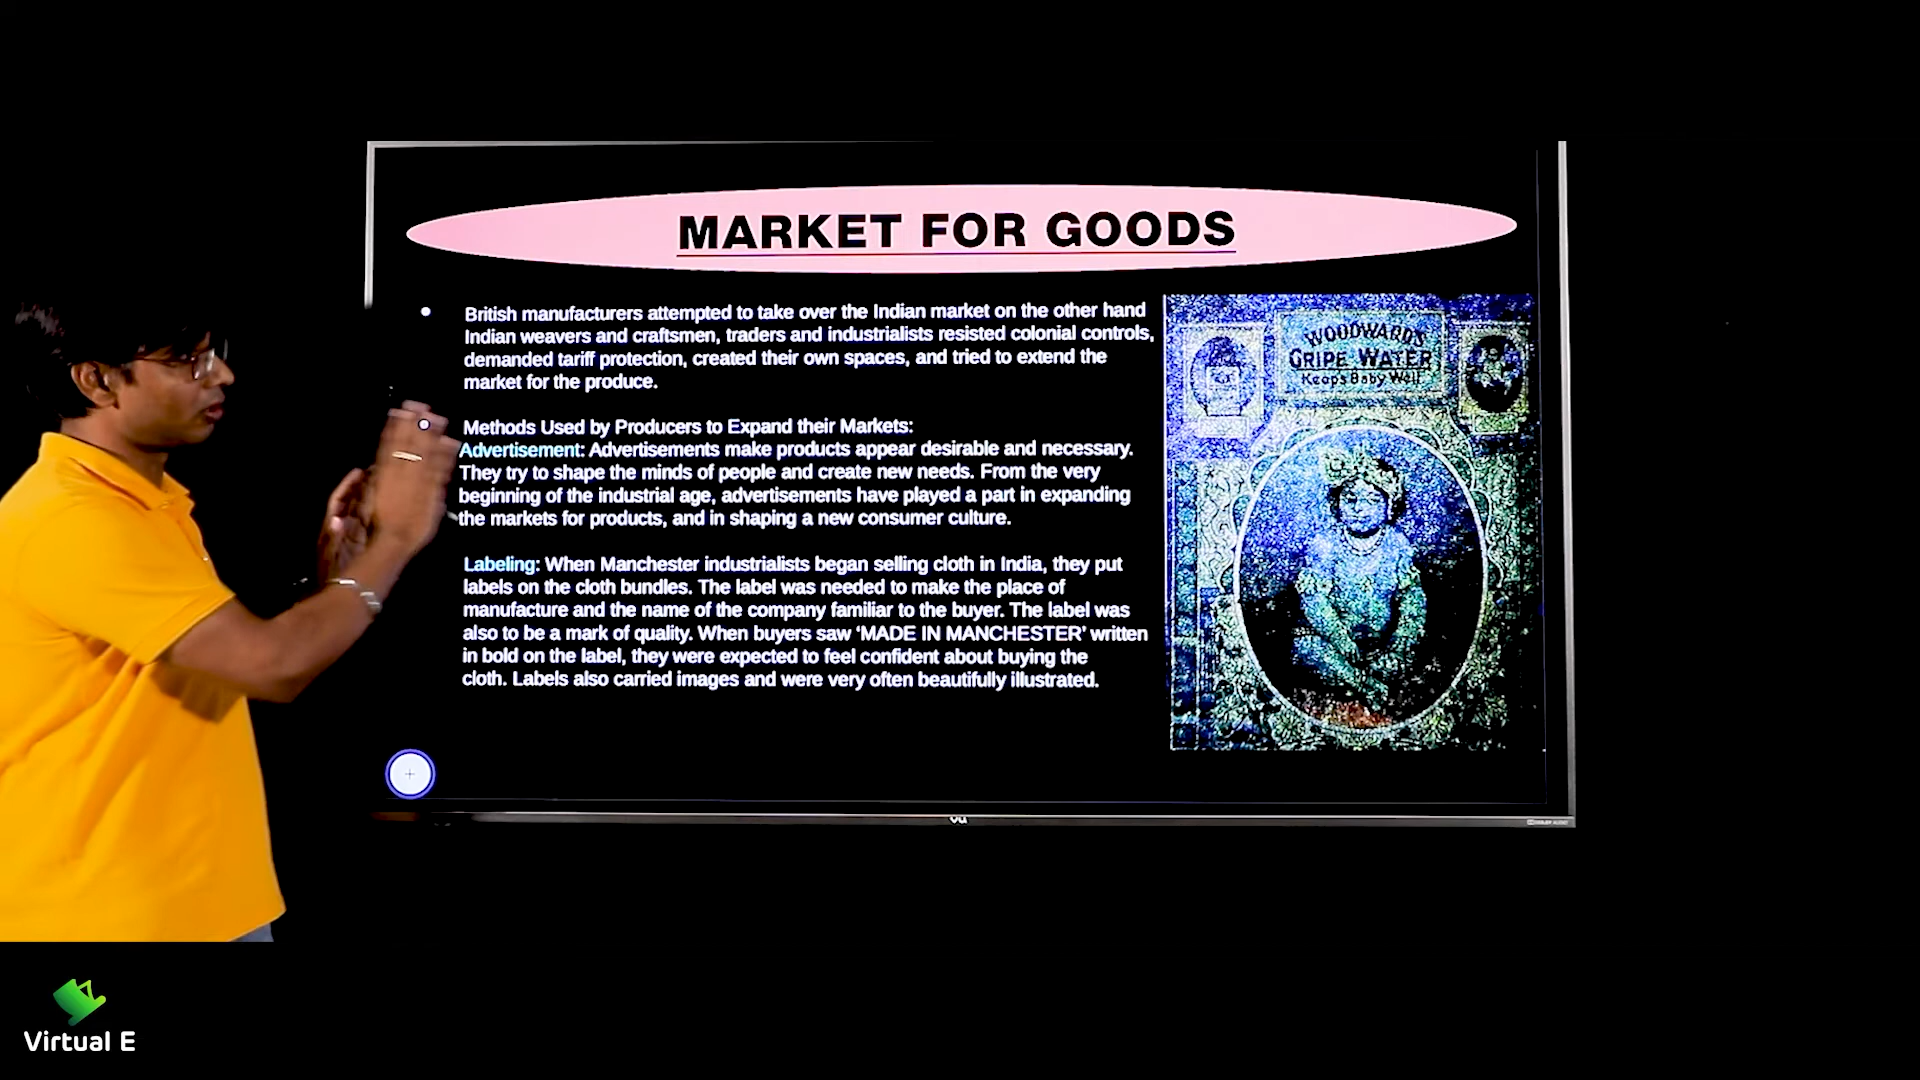 MARKET FOR GOODS
British manufacturers attempted to take over the Indian market on the other hand
Indian weavers and craftsmen, traders and industrialists resisted colonial controls,
demanded tariff protection, created their own spaces, and tried to extend the
market for the produce.
Methods Used by Producers to Expand their Markets:
Advertisement: Advertisements make products appear desirable and necessary.
They try to shape the minds of people and create new needs. From the very
beginning of the industrial age, advertisements have played a part in expanding
the markets for products, and in shaping a new consumer culture.
Labeling: When Manchester industrialists began selling cloth in India, they put
labels on the cloth bundles. The label was needed to make the place of
manufacture and the name of the company familiar to the buyer. The label was
also to be a mark of quality. When buyers saw ‘MADE IN MANCHESTER’ written
in bold on the label, they were expected to feel confident about buying the
cloth. Labels also carried images and were very often beautifully illustrated.
WOODWARD'S
GRIPE WATER
Keeps Baby Well
Vu
Virtual E